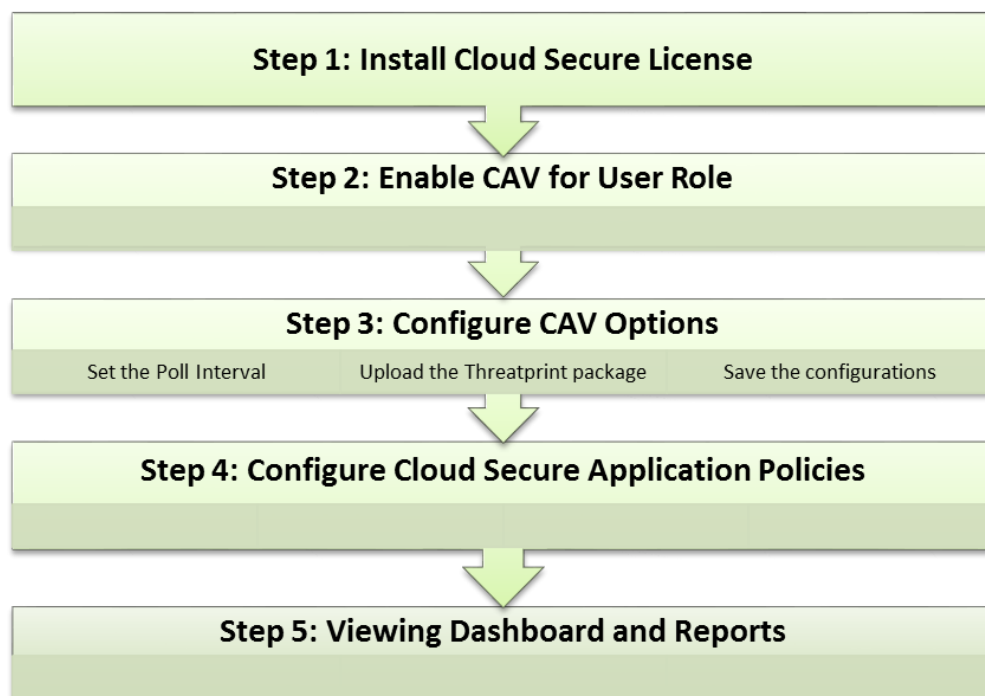 Step 1: Install Cloud Secure License
Step 2: Enable CAV for User Role
Step 3: Configure CAV Options
Set the Poll Interval
Upload the Threatprint package
Save the configurations
Step 4: Configure Cloud Secure Application Policies
Step 5: Viewing Dashboard and Reports